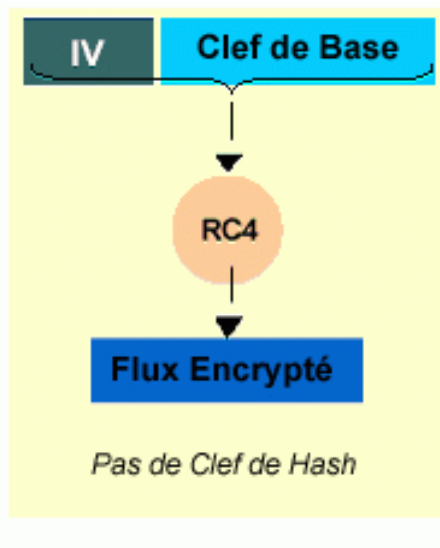 IV Clef de Base
RC4
Flux Encrypté
Pas de Clef de Hash